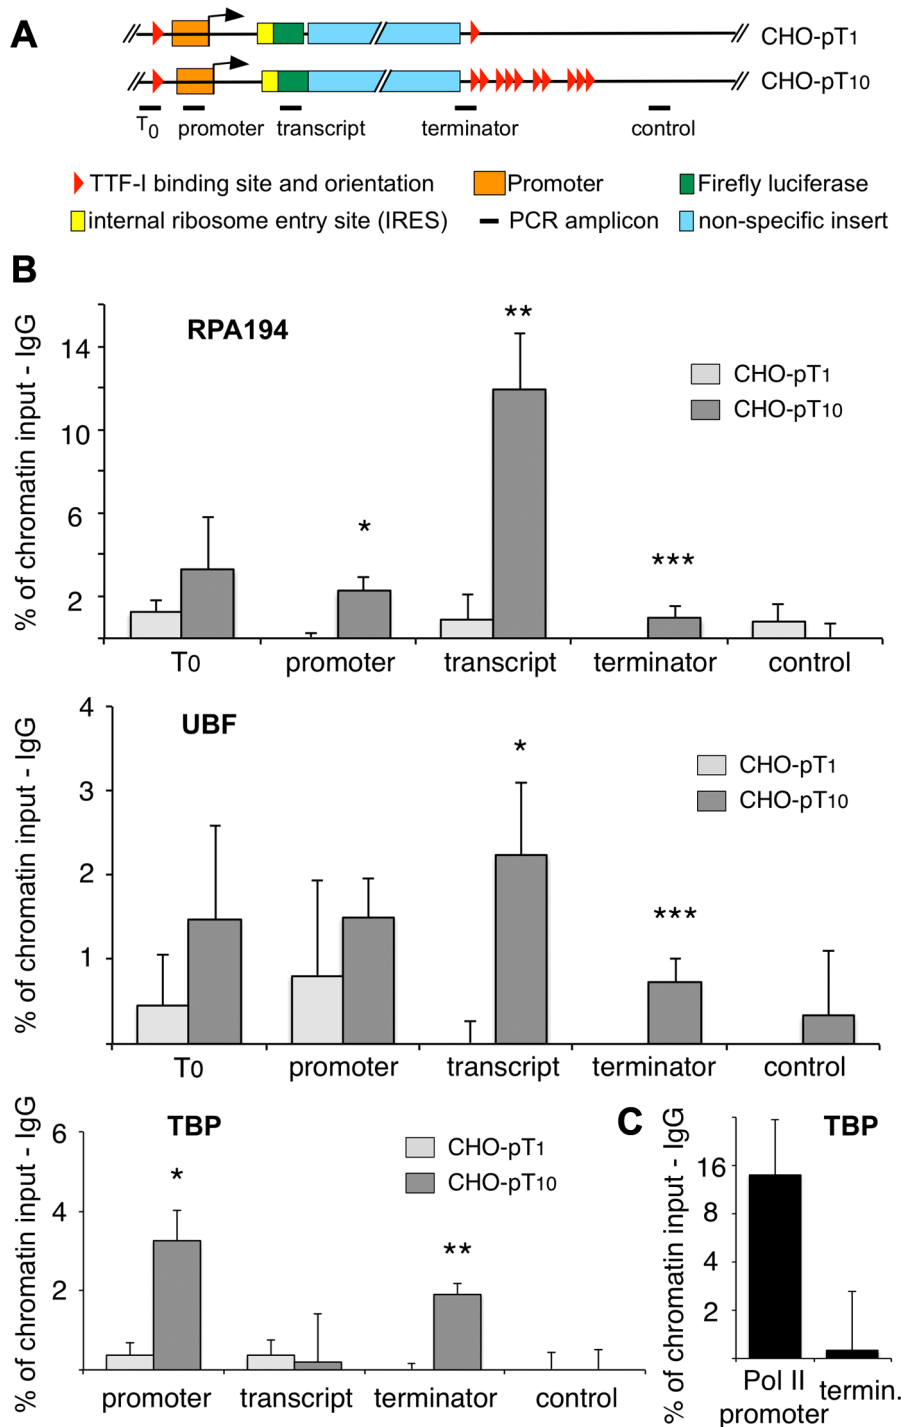 A
CHO-pT1
CHO-pT10
T0 promoter transcript terminator control
TTF-I binding site and orientation Promoter Firefly luciferase
internal ribosome entry site (IRES) PCR amplicon non-specific insert
B
% of chromatin input - IgG
RPA194
**
14
CHO-pT1
CHO-pT10
10
6
*
***
2
T0 promoter transcript terminator control
% of chromatin input - IgG
4
UBF
*
CHO-pT1
3
CHO-pT10
2
***
1
T0 promoter transcript terminator control
% of chromatin input - IgG
6
TBP
CHO-pT1
*
CHO-pT10
4
**
2
promoter transcript terminator control
C
% of chromatin input - IgG
TBP
16
8
4
2
Pol II
promoter
termin.